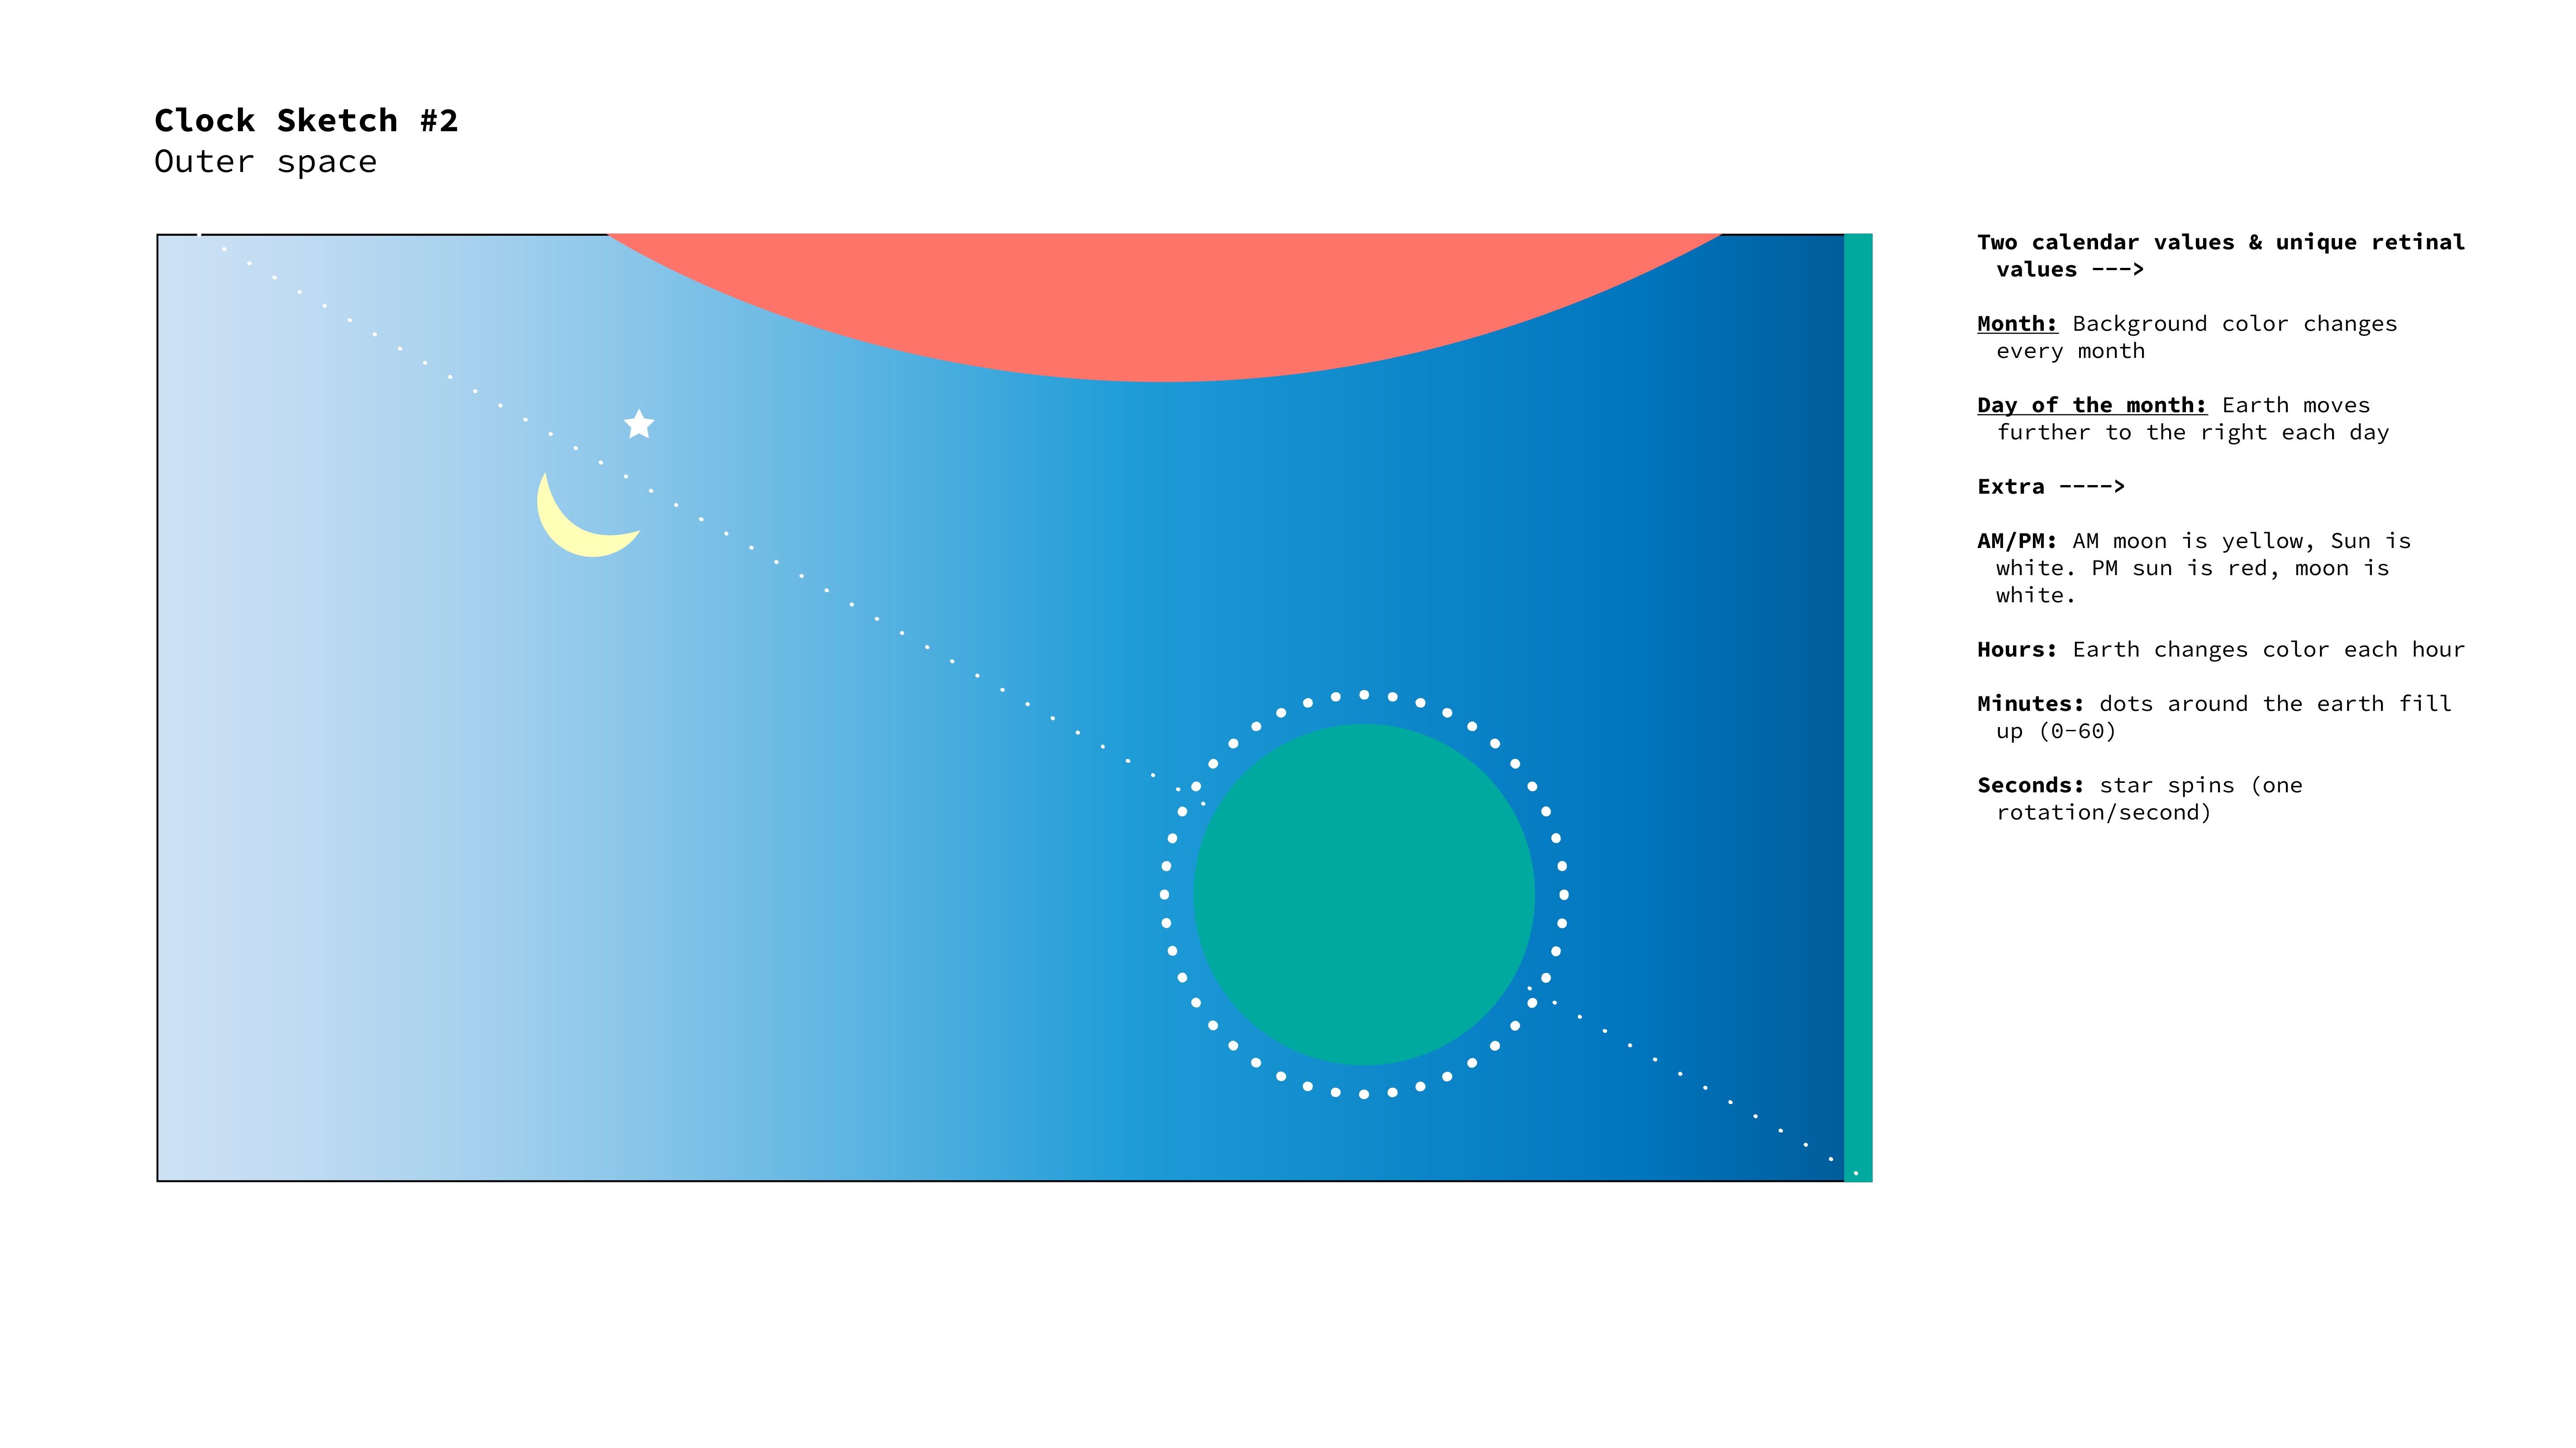 Clock Sketch #2
Outer space
Two calendar values & unique retinal
values --->
Month: Background color changes
every month
Day of the month: Earth moves
further to the right each day
Extra ---->
AM/PM: AM moon is yellow, Sun is
white. PM sun is red, moon is
white.
Hours: Earth changes color each hour
Minutes: dots around the earth fill
up (0-60)
Seconds: star spins (one
rotation/second)